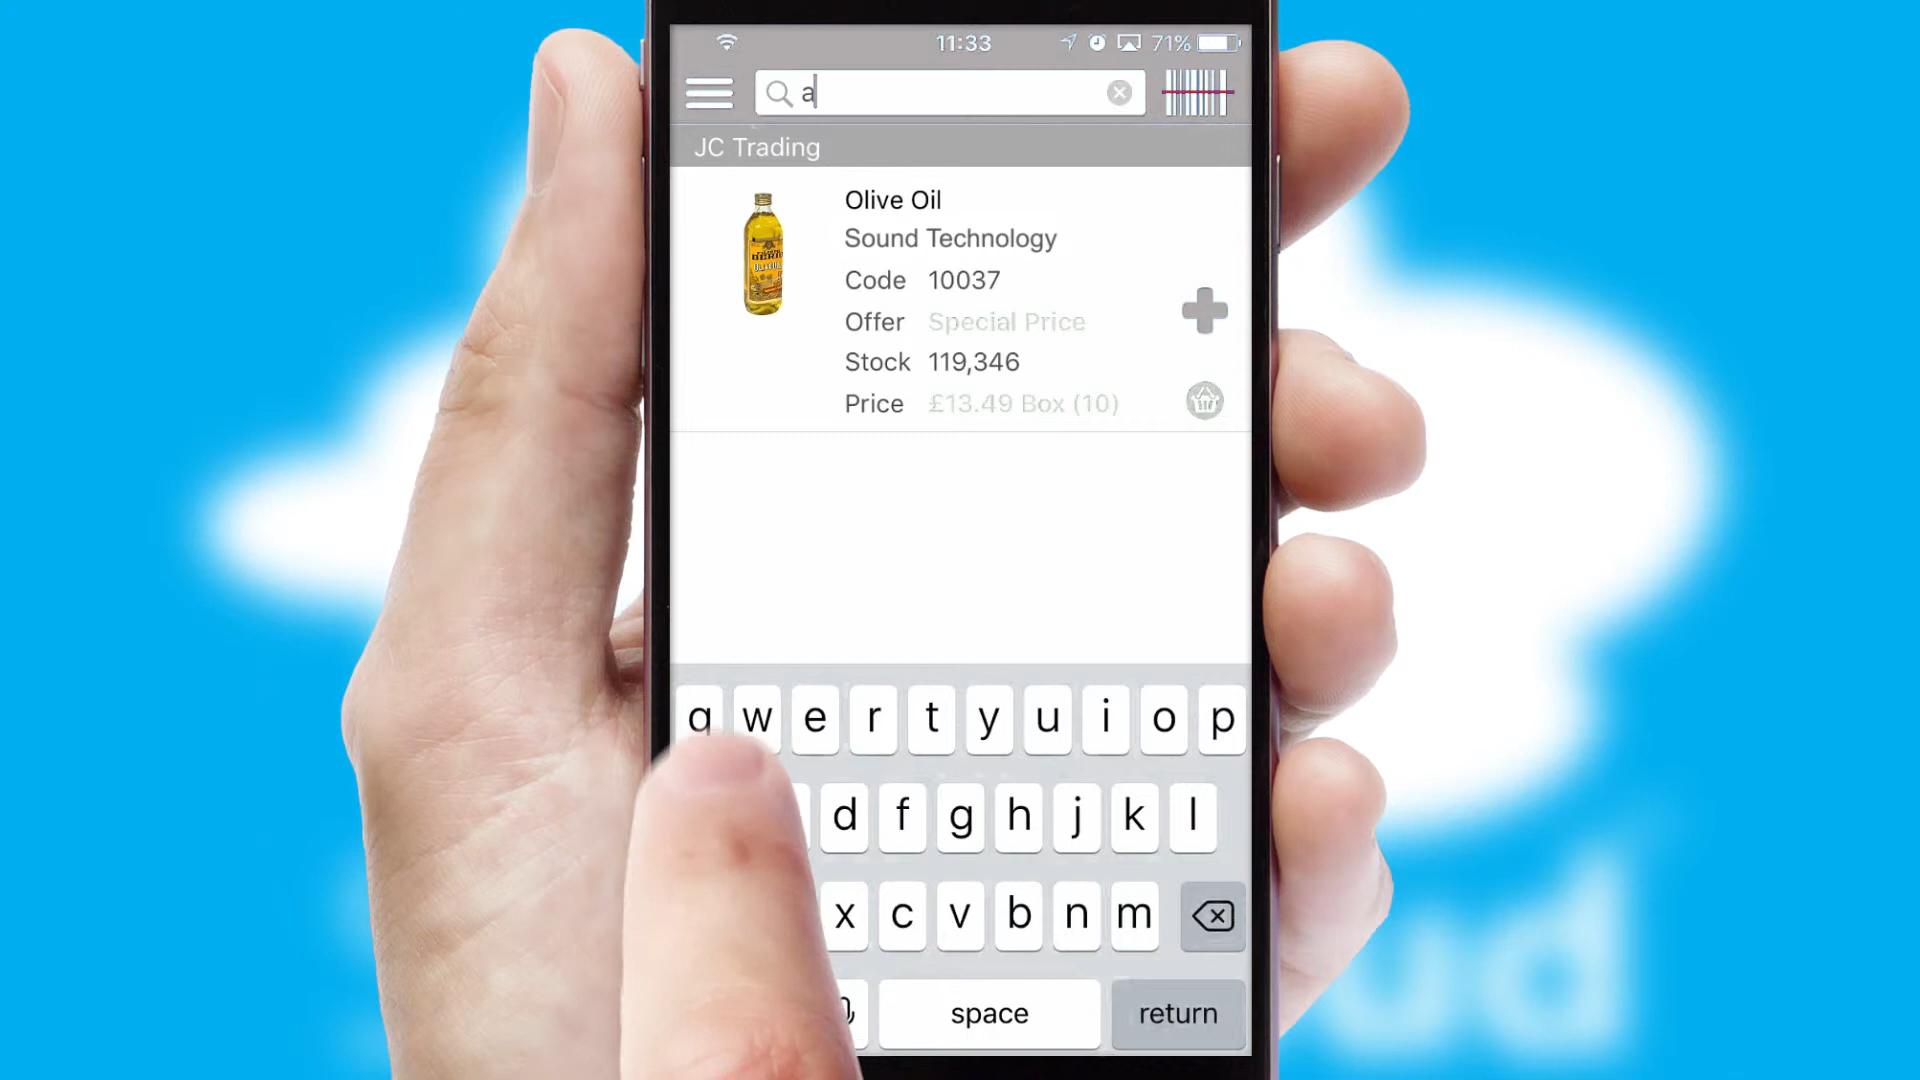 11:33 71%
a
JC Trading
Olive Oil
Sound Technology
Code 10037
Offer Special Price
Stock 119,346
Price £13.49 Box (10)
q w e r t y u i o p
d f g h j k l
x c v b n m
space return
ud